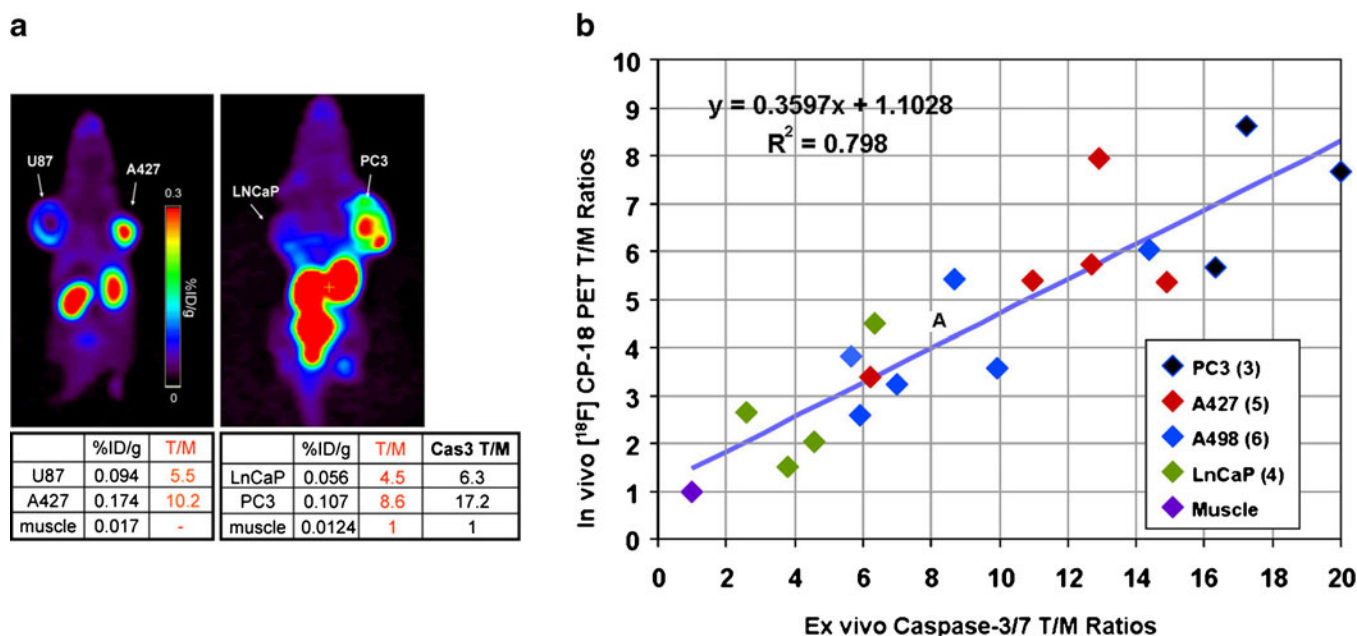 a
U87
A427
0.3
%ID/g
0
LNCaP
PC3
%ID/g T/M
U87 0.094 5.5
A427 0.174 10.2
muscle 0.017 -
%ID/g T/M Cas3 T/M
LnCaP 0.056 4.5 6.3
PC3 0.107 8.6 17.2
muscle 0.0124 1 1
b
In vivo [18F] CP-18 PET T/M Ratios
10
9
8
7
6
5
4
3
2
1
0
y = 0.3597x + 1.1028
R² = 0.798
A
PC3 (3)
A427 (5)
A498 (6)
LnCaP (4)
Muscle
0 2 4 6 8 10 12 14 16 18 20
Ex vivo Caspase-3/7 T/M Ratios